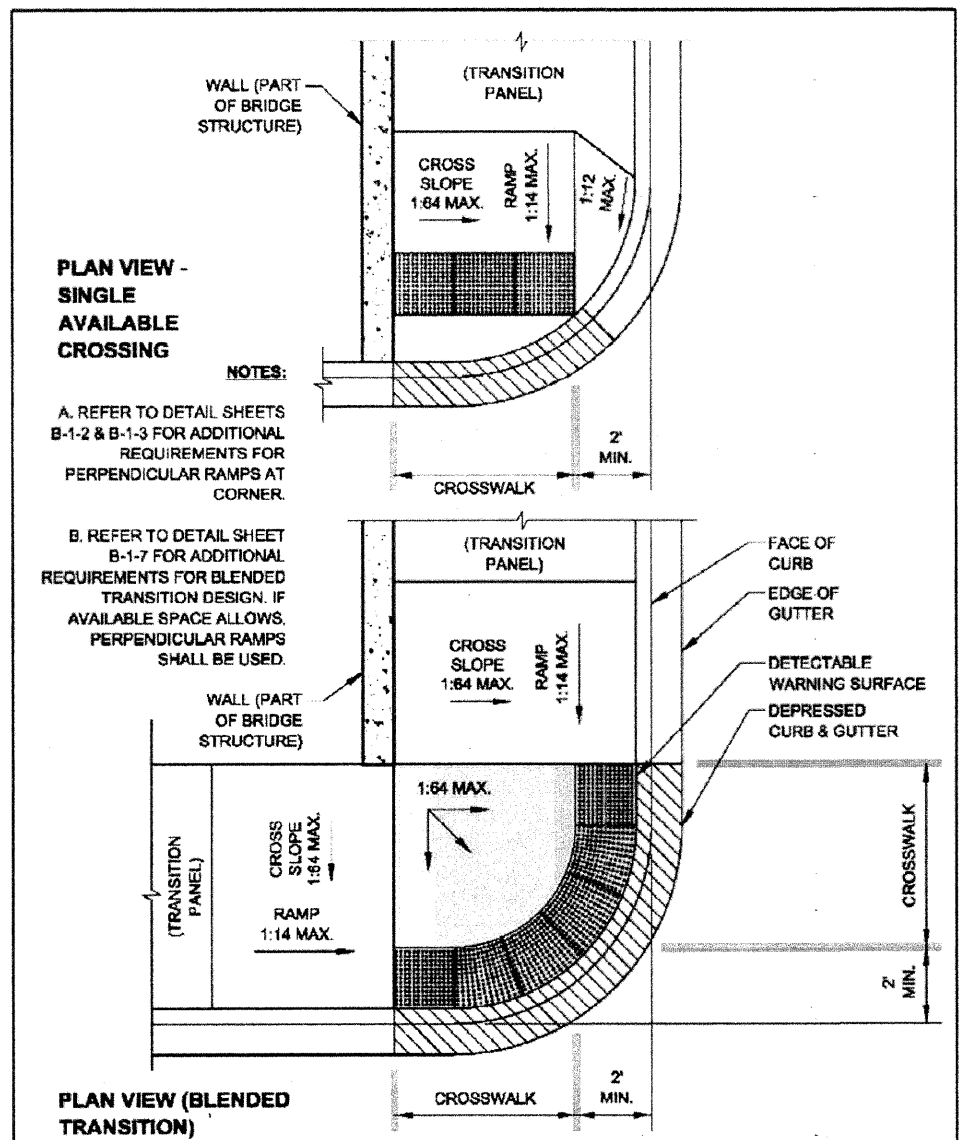 (TRANSITION
PANEL)
WALL (PART
OF BRIDGE
STRUCTURE)
CROSS
SLOPE
1:64 MAX.
RAMP
1:14 MAX.
1:12
MAX.
PLAN VIEW -
SINGLE
AVAILABLE
CROSSING
NOTES:
A. REFER TO DETAIL SHEETS
B-1-2 & B-1-3 FOR ADDITIONAL
REQUIREMENTS FOR
PERPENDICULAR RAMPS AT
CORNER.
2'
MIN.
CROSSWALK
B. REFER TO DETAIL SHEET
B-1-7 FOR ADDITIONAL
REQUIREMENTS FOR BLENDED
TRANSITION DESIGN. IF
AVAILABLE SPACE ALLOWS,
PERPENDICULAR RAMPS
SHALL BE USED.
(TRANSITION
PANEL)
FACE OF
CURB
EDGE OF
GUTTER
CROSS
SLOPE
1:64 MAX.
RAMP
1:14 MAX.
DETECTABLE
WARNING SURFACE
DEPRESSED
CURB & GUTTER
WALL (PART
OF BRIDGE
STRUCTURE)
1:64 MAX.
(TRANSITION
PANEL)
CROSS
SLOPE
1:64 MAX.
RAMP
1:14 MAX.
CROSSWALK
2'
MIN.
CROSSWALK
2'
MIN.
PLAN VIEW (BLENDED
TRANSITION)